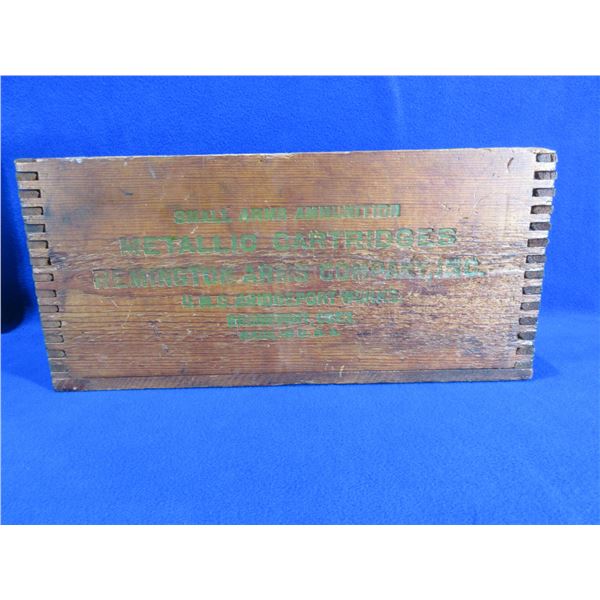 SMALL ARMS AMMUNITION
METALLIC CARTRIDGES
REMINGTON ARMS COMPANY, INC.
BRIDGEPORT WORKS
BRIDGEPORT, CONN.
MADE IN U.S.A.